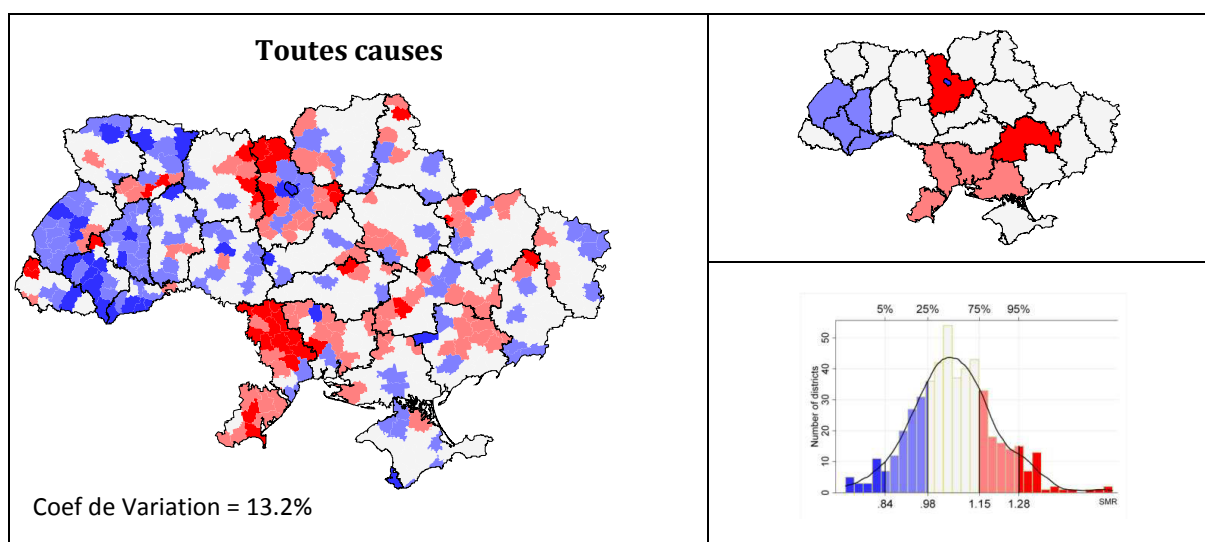 Toutes causes
Coef de Variation = 13.2%
5% 25% 75% 95%
Number of districts
50
40
30
20
10
0
.84 .98 1.15 1.28 SMR